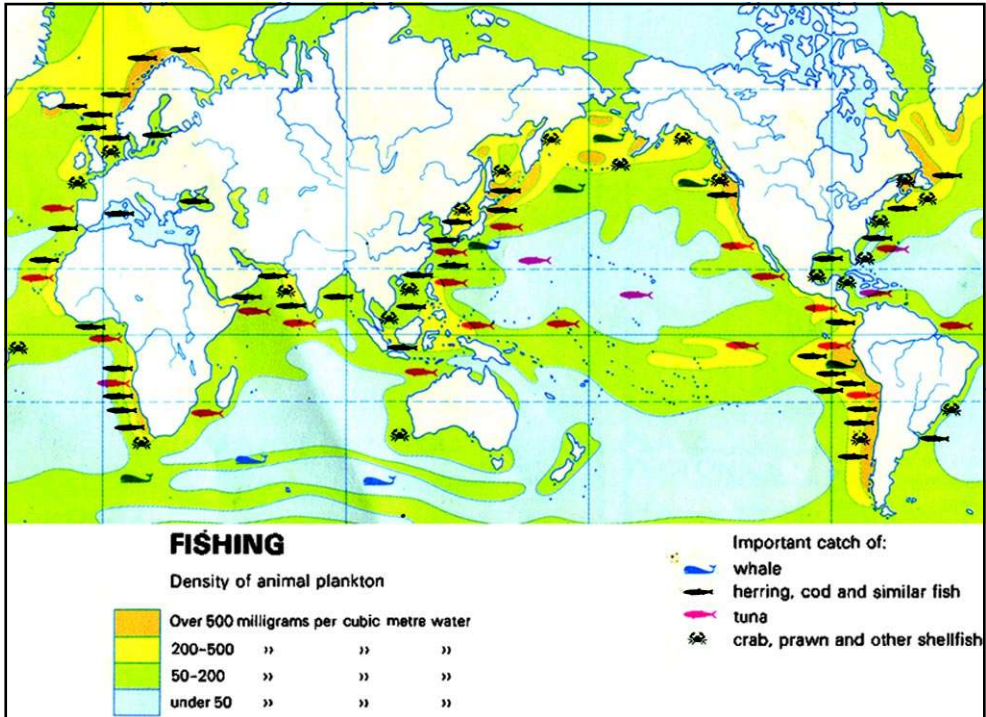 FISHING
Density of animal plankton
Over 500 milligrams per cubic metre water
200-500 » » »
50-200 » » »
under 50 » » »
Important catch of:
whale
herring, cod and similar fish
tuna
crab, prawn and other shellfish